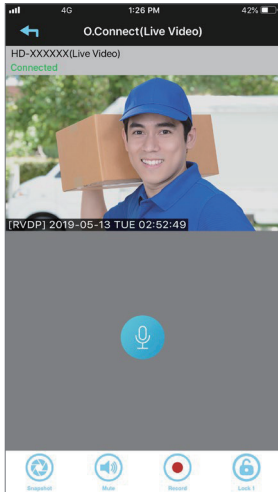 4G 1:26 PM 42%
O.Connect(Live Video)
HD-XXXXXX(Live Video)
Connected
[RVDP] 2019-05-13 TUE 02:52:49
Snapshot Mute Record Lock 1